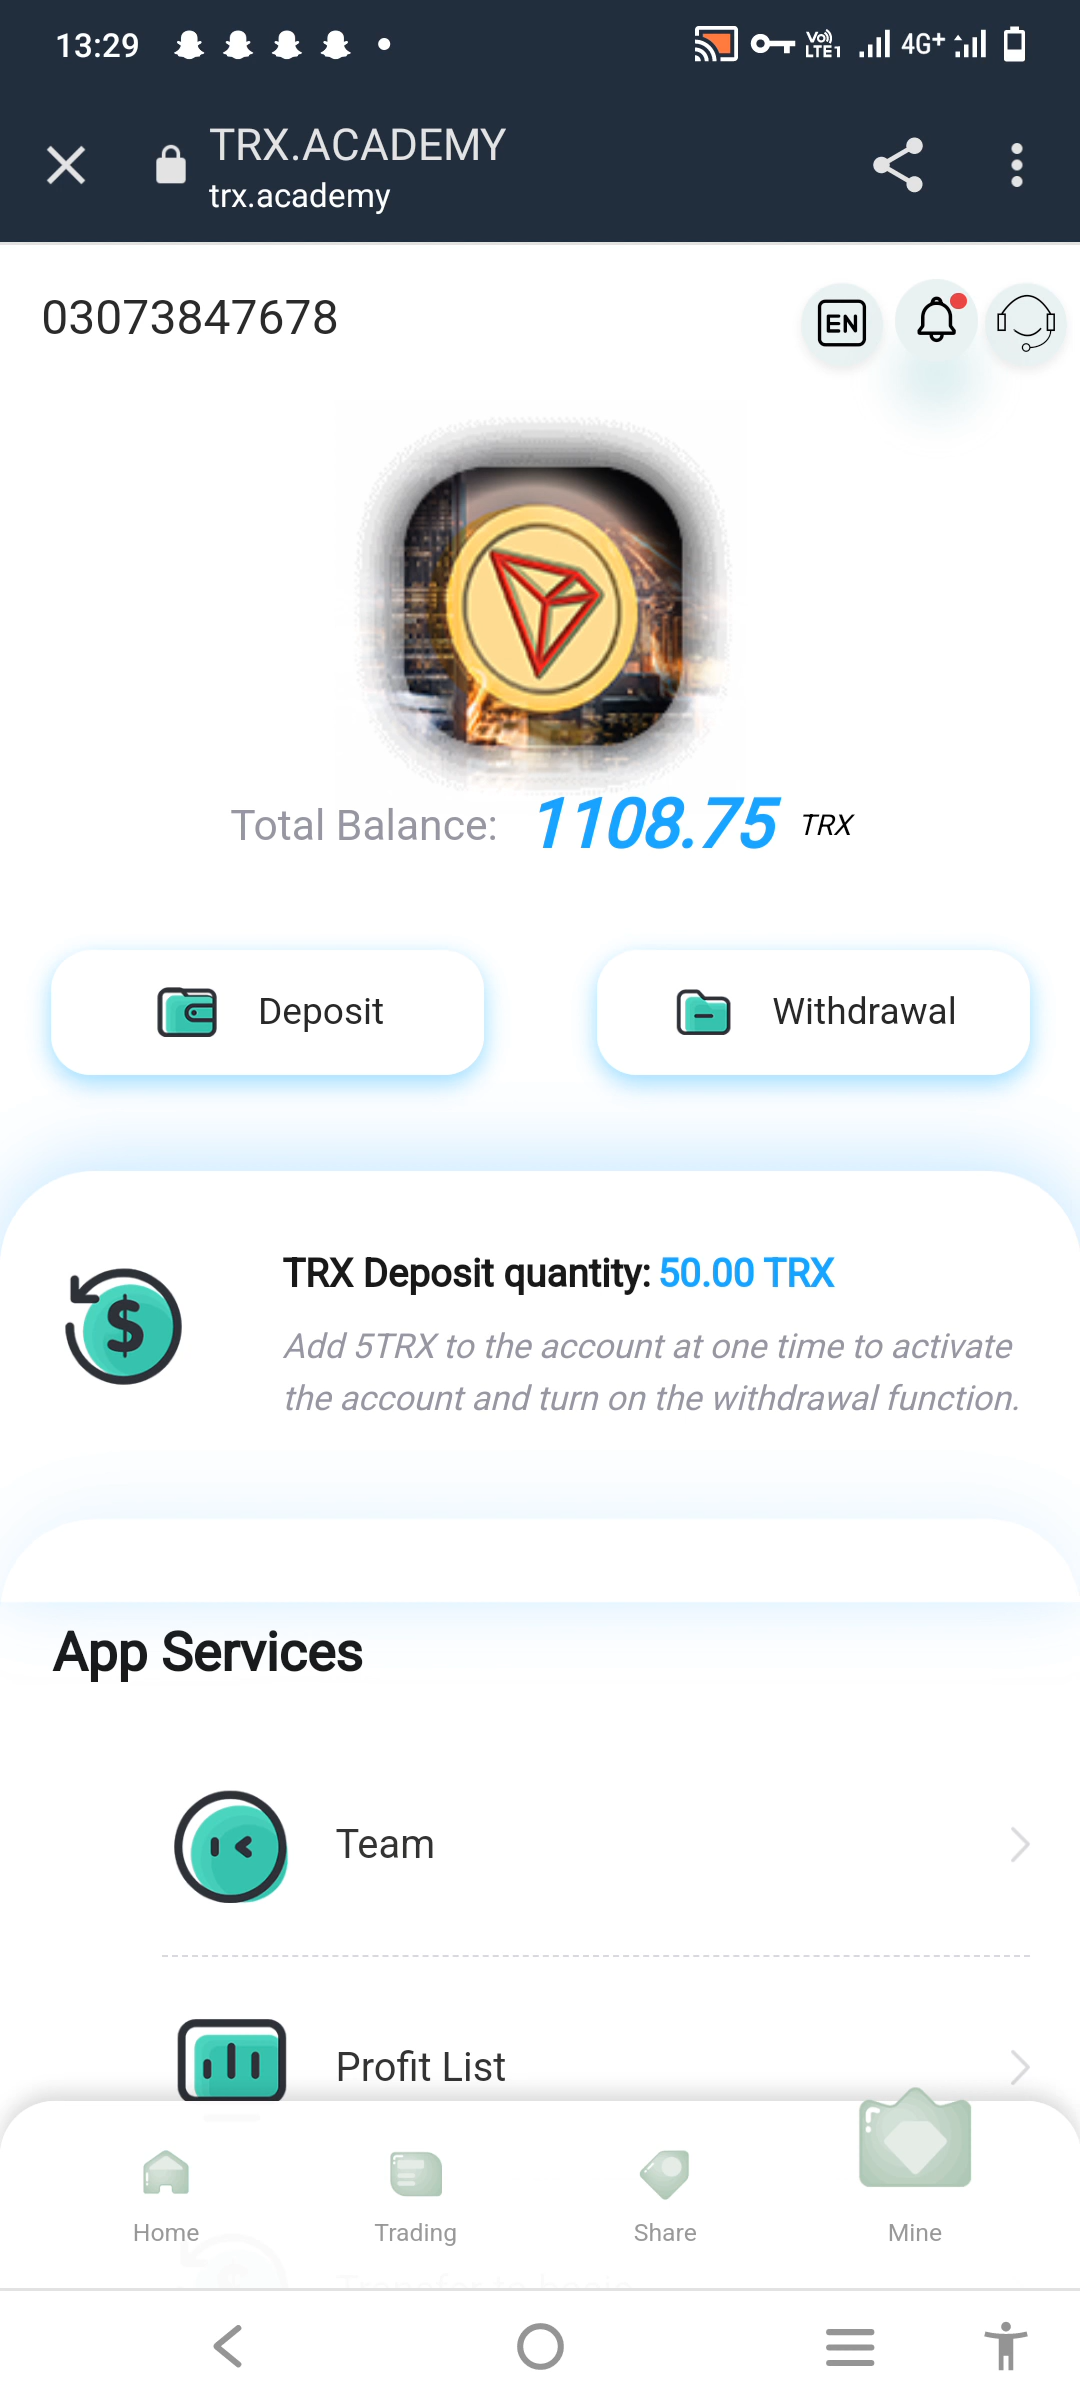 13:29
Vo)) LTE1 4G+
TRX.ACADEMY
trx.academy
03073847678
EN
Total Balance: 1108.75 TRX
Deposit
Withdrawal
TRX Deposit quantity: 50.00 TRX
Add 5TRX to the account at one time to activate
the account and turn on the withdrawal function.
App Services
Team
Profit List
Home
Trading
Share
Mine